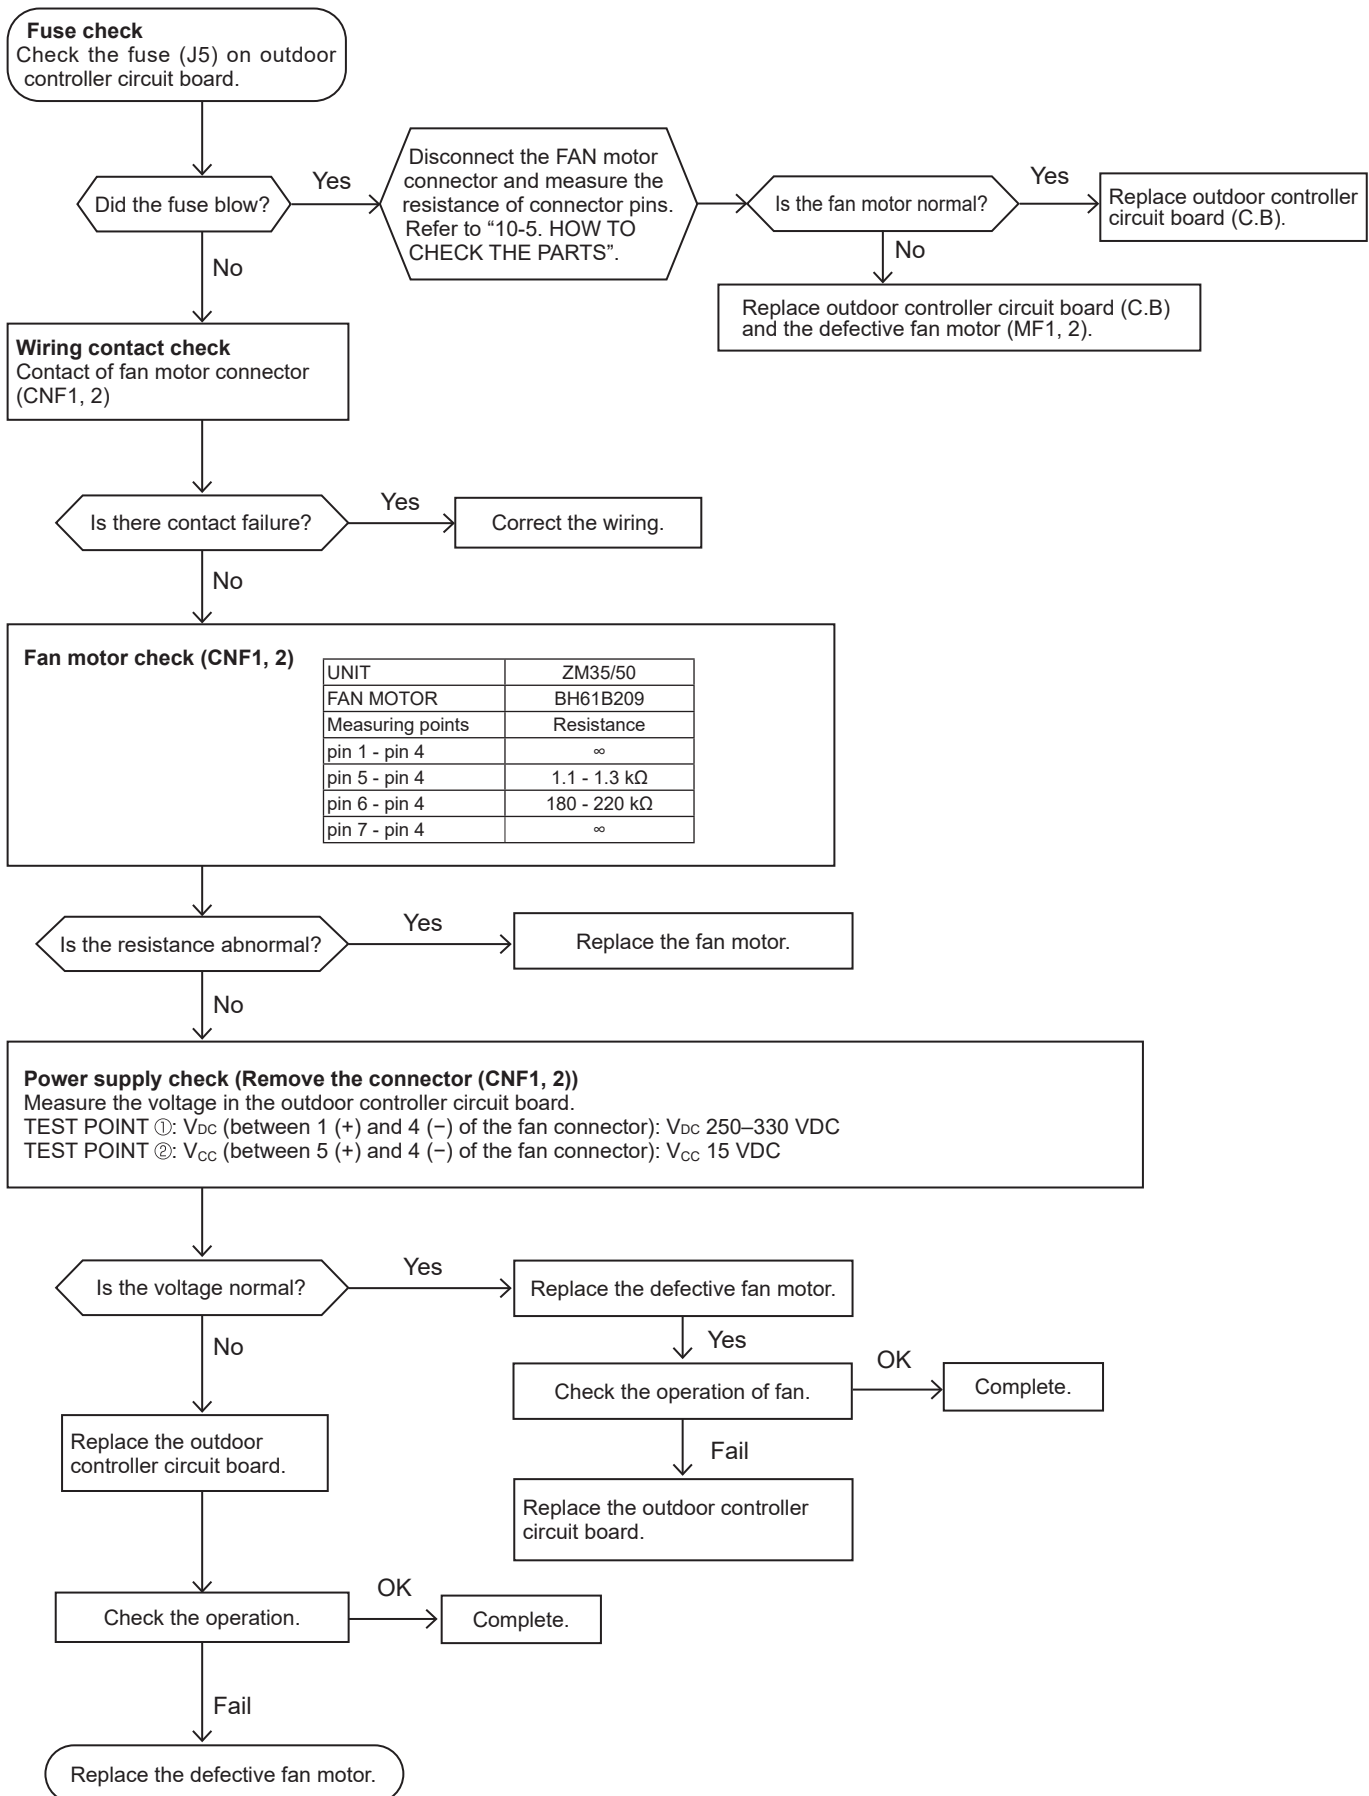 Fuse check
Check the fuse (J5) on outdoor
controller circuit board.
Did the fuse blow?
Yes
Disconnect the FAN motor
connector and measure the
resistance of connector pins.
Refer to “10-5. HOW TO
CHECK THE PARTS”.
Is the fan motor normal?
Yes
Replace outdoor controller
circuit board (C.B).
No
Replace outdoor controller circuit board (C.B)
and the defective fan motor (MF1, 2).
No
Wiring contact check
Contact of fan motor connector
(CNF1, 2)
Is there contact failure?
Yes
Correct the wiring.
No
Fan motor check (CNF1, 2)
UNIT ZM35/50
FAN MOTOR BH61B209
Measuring points Resistance
pin 1 - pin 4 ∞
pin 5 - pin 4 1.1 - 1.3 kΩ
pin 6 - pin 4 180 - 220 kΩ
pin 7 - pin 4 ∞
Is the resistance abnormal?
Yes
Replace the fan motor.
No
Power supply check (Remove the connector (CNF1, 2))
Measure the voltage in the outdoor controller circuit board.
TEST POINT ①: VDC (between 1 (+) and 4 (−) of the fan connector): VDC 250–330 VDC
TEST POINT ②: VCC (between 5 (+) and 4 (−) of the fan connector): VCC 15 VDC
Is the voltage normal?
Yes
Replace the defective fan motor.
Yes
Check the operation of fan.
OK
Complete.
Fail
Replace the outdoor controller
circuit board.
No
Replace the outdoor
controller circuit board.
Check the operation.
OK
Complete.
Fail
Replace the defective fan motor.